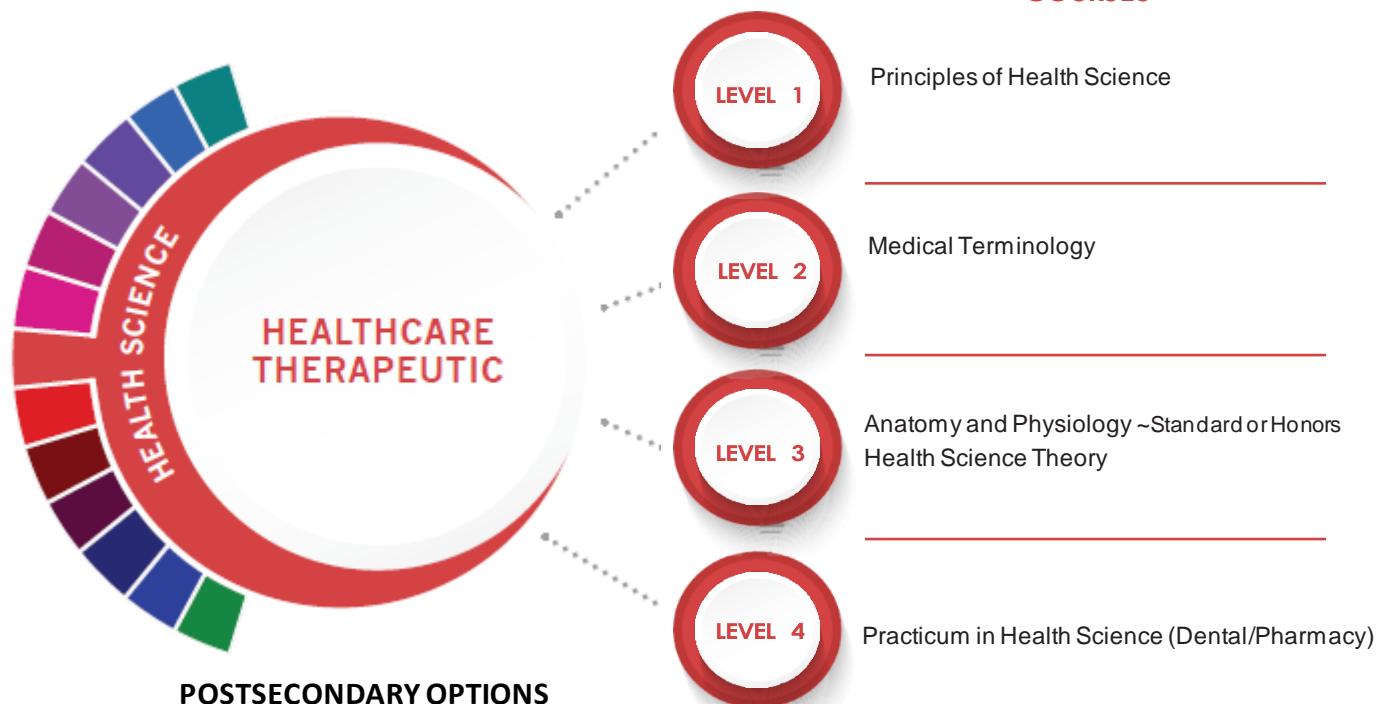 COURSES
LEVEL 1
Principles of Health Science
LEVEL 2
Medical Terminology
HEALTH SCIENCE
HEALTHCARE
THERAPEUTIC
LEVEL 3
Anatomy and Physiology ~Standard or Honors
Health Science Theory
LEVEL 4
Practicum in Health Science (Dental/Pharmacy)
POSTSECONDARY OPTIONS